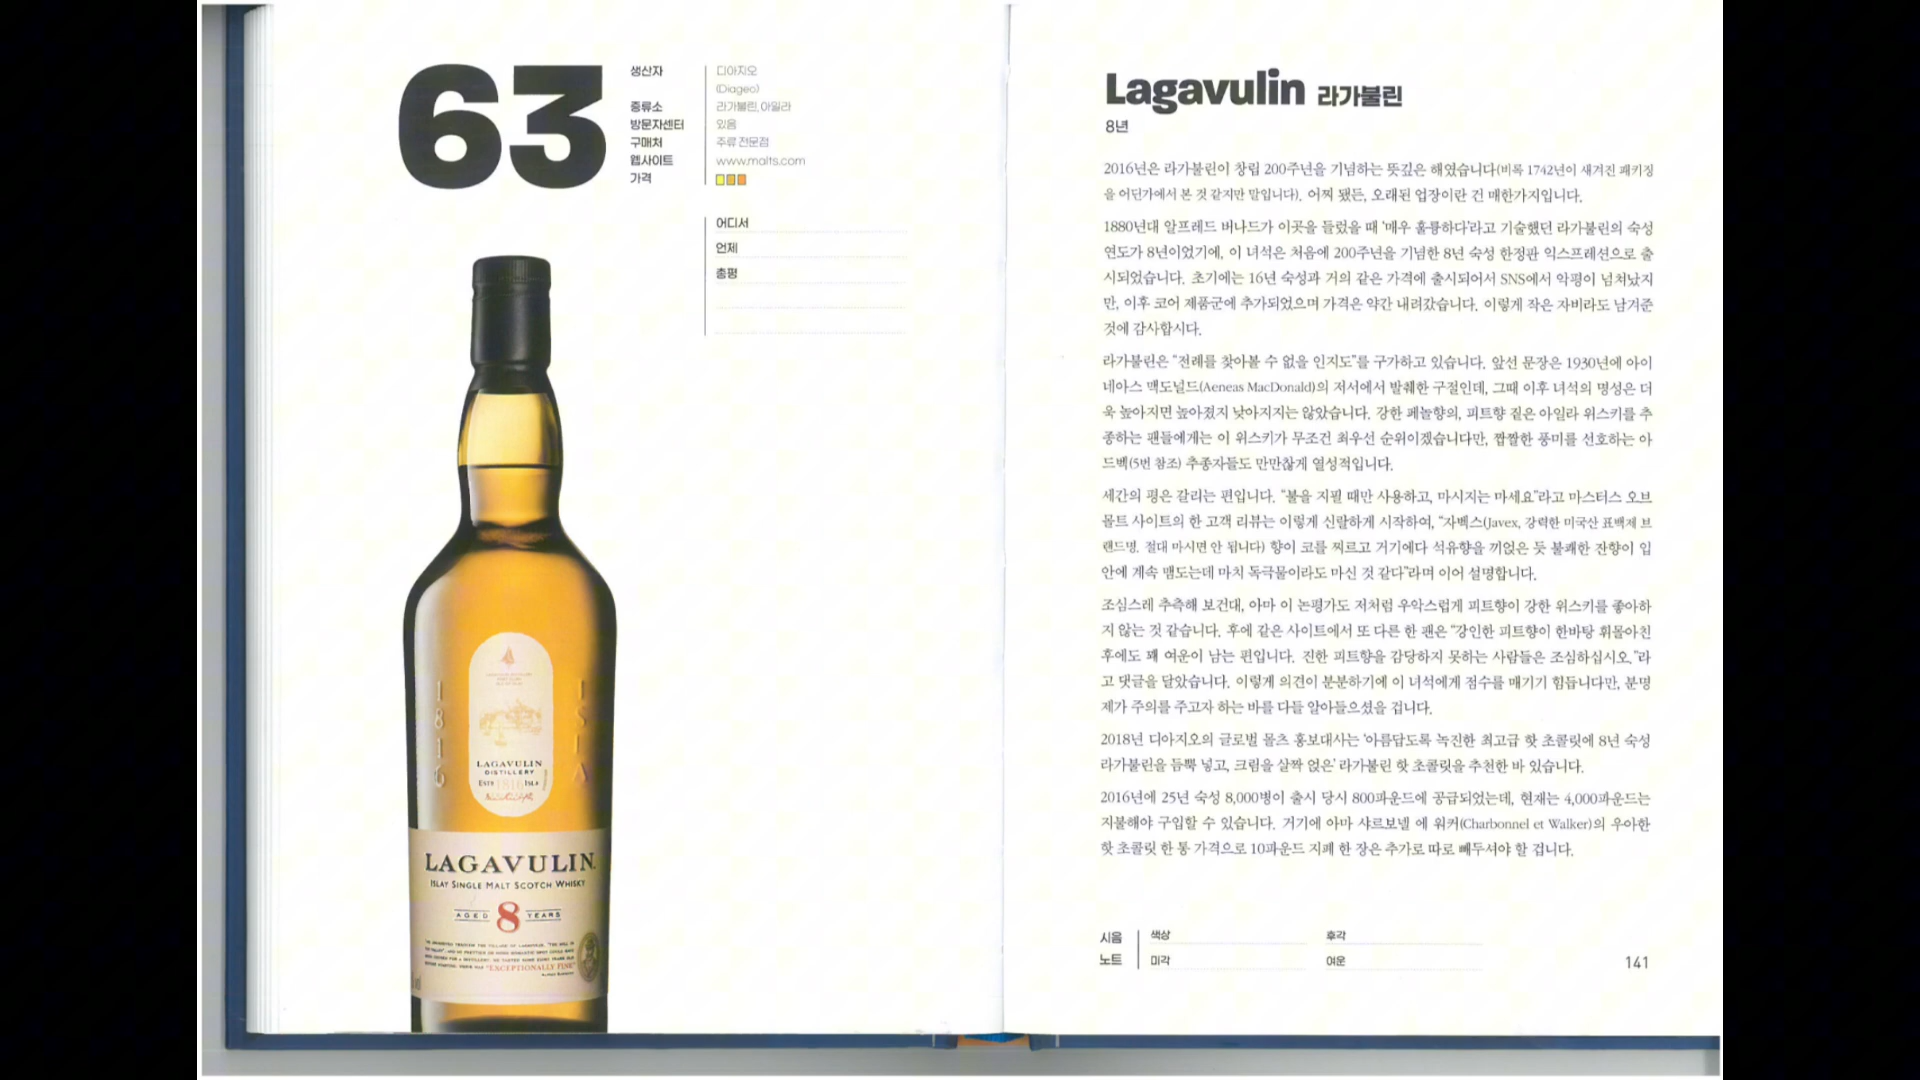 63
생산자 디아지오
(Diageo)
증류소 라가불린, 아일라
방문자센터 있음
구매처 주류 전문점
웹사이트 www.malts.com
가격
어디서
언제
총평
1816
ISLA
LAGAVULIN
DISTILLERY
ESTD 1816 ISLA
LAGAVULIN.
ISLAY SINGLE MALT SCOTCH WHISKY
AGED 8 YEARS
"EXCEPTIONALLY FINE"
Lagavulin 라가불린
8년
2016년은 라가불린이 창립 200주년을 기념하는 뜻깊은 해였습니다(비록 1742년이 새겨진 패키징
을 어딘가에서 본 것 같지만 말입니다). 어찌 됐든, 오래된 업장이란 건 매한가지입니다.
1880년대 알프레드 버나드가 이곳을 들렀을 때 '매우 훌륭하다'라고 기술했던 라가불린의 숙성
연도가 8년이었기에, 이 녀석은 처음에 200주년을 기념한 8년 숙성 한정판 익스프레션으로 출
시되었습니다. 초기에는 16년 숙성과 거의 같은 가격에 출시되어서 SNS에서 악평이 넘쳐났지
만, 이후 코어 제품군에 추가되었으며 가격은 약간 내려갔습니다. 이렇게 작은 자비라도 남겨준
것에 감사합시다.
라가불린은 "전례를 찾아볼 수 없을 인지도"를 구가하고 있습니다. 앞선 문장은 1930년에 아이
네아스 맥도널드(Aeneas MacDonald)의 저서에서 발췌한 구절인데, 그때 이후 녀석의 명성은 더
욱 높아지면 높아졌지 낮아지지는 않았습니다. 강한 페놀향의, 피트향 짙은 아일라 위스키를 추
종하는 팬들에게는 이 위스키가 무조건 최우선 순위이겠습니다만, 짭짤한 풍미를 선호하는 아
드벡(5번 참조) 추종자들도 만만찮게 열성적입니다.
세간의 평은 갈리는 편입니다. "불을 지필 때만 사용하고, 마시지는 마세요"라고 마스터스 오브
몰트 사이트의 한 고객 리뷰는 이렇게 신랄하게 시작하여, "자벡스(Javex, 강력한 미국산 표백제 브
랜드명. 절대 마시면 안 됩니다) 향이 코를 찌르고 거기에다 석유향을 끼얹은 듯 불쾌한 잔향이 입
안에 계속 맴도는데 마치 독극물이라도 마신 것 같다"라며 이어 설명합니다.
조심스레 추측해 보건대, 아마 이 논평가도 저처럼 우악스럽게 피트향이 강한 위스키를 좋아하
지 않는 것 같습니다. 후에 같은 사이트에서 또 다른 한 팬은 "강인한 피트향이 한바탕 휘몰아친
후에도 꽤 여운이 남는 편입니다. 진한 피트향을 감당하지 못하는 사람들은 조심하십시오."라
고 댓글을 달았습니다. 이렇게 의견이 분분하기에 이 녀석에게 점수를 매기기 힘듭니다만, 분명
제가 주의를 주고자 하는 바를 다들 알아들으셨을 겁니다.
2018년 디아지오의 글로벌 몰츠 홍보대사는 '아름답도록 녹진한 최고급 핫 초콜릿에 8년 숙성
라가불린을 듬뿍 넣고, 크림을 살짝 얹은' 라가불린 핫 초콜릿을 추천한 바 있습니다.
2016년에 25년 숙성 8,000병이 출시 당시 800파운드에 공급되었는데, 현재는 4,000파운드는
지불해야 구입할 수 있습니다. 거기에 아마 샤르보넬 에 워커(Charbonnel et Walker)의 우아한
핫 초콜릿 한 통 가격으로 10파운드 지폐 한 장은 추가로 따로 빼두셔야 할 겁니다.
시음 색상 후각
노트 미각 여운
141